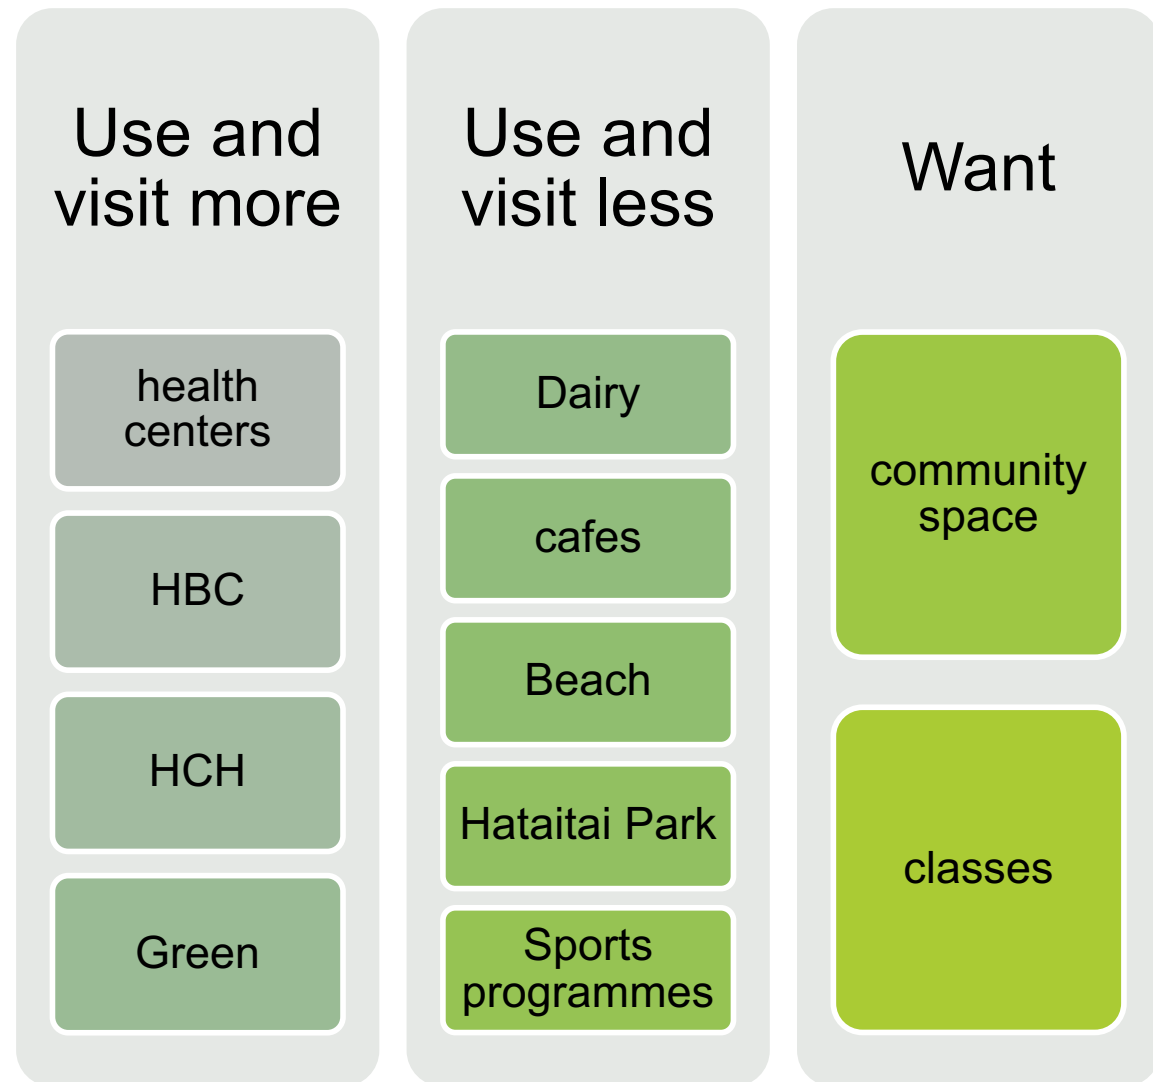 Use and
visit more
health
centers
HBC
HCH
Green
Use and
visit less
Dairy
cafes
Beach
Hataitai Park
Sports
programmes
Want
community
space
classes